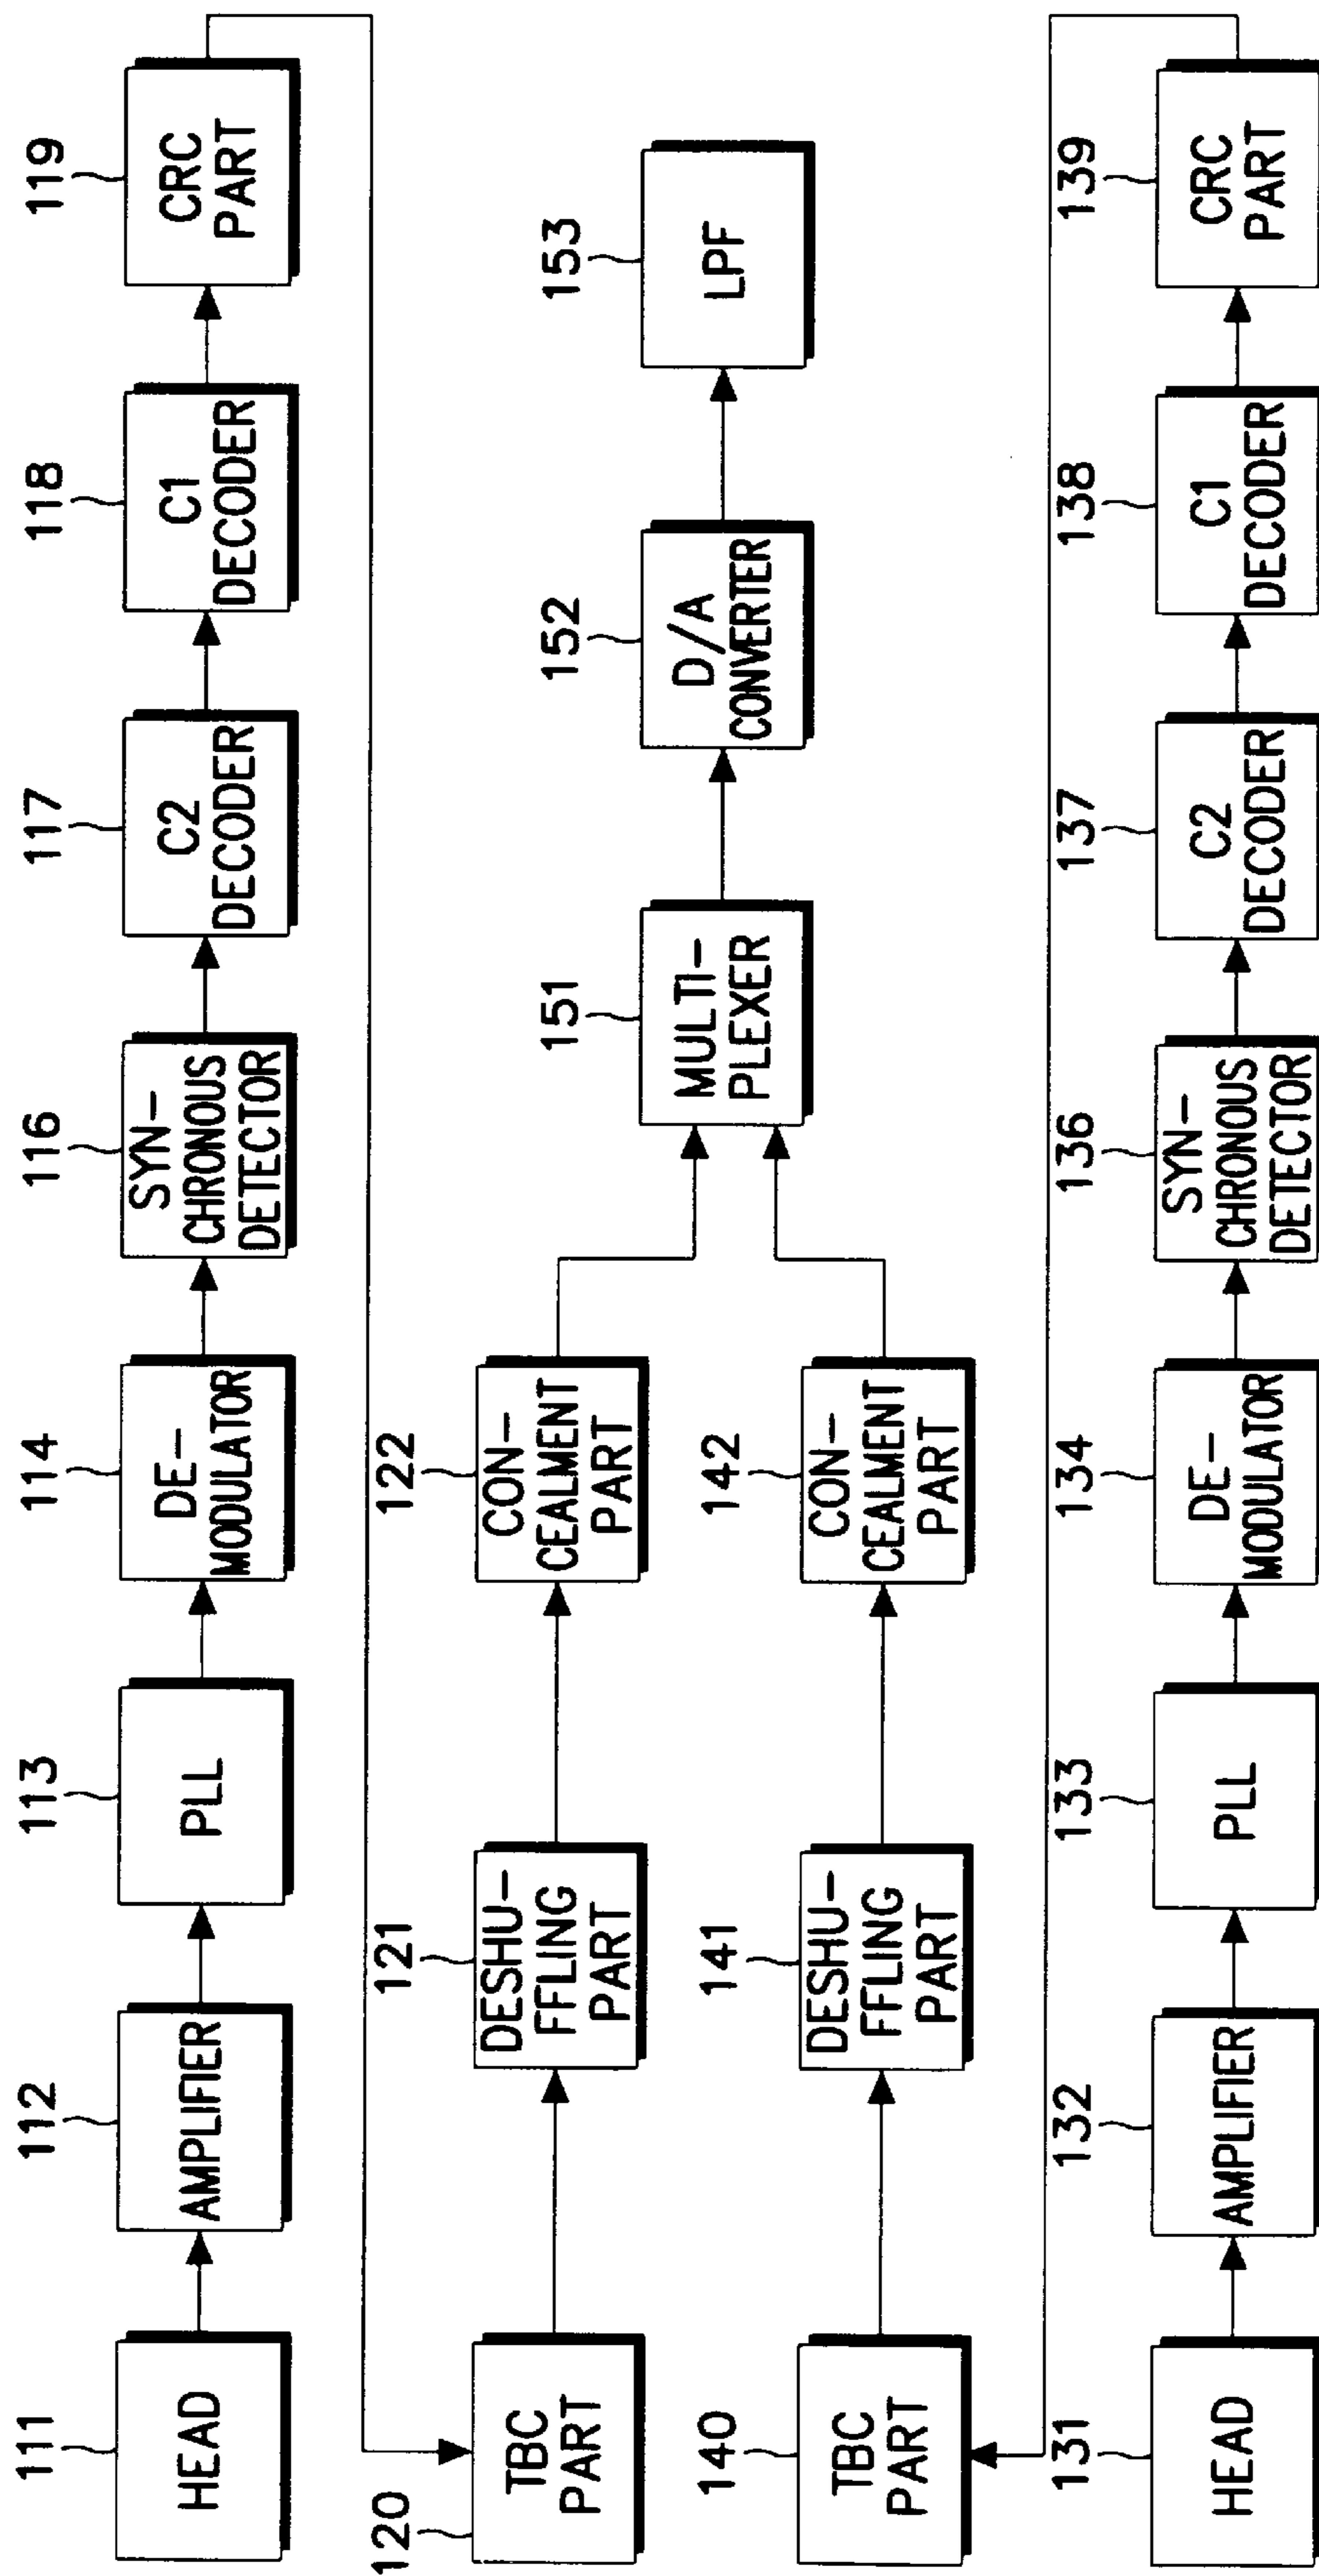 111
HEAD
112
AMPLIFIER
113
PLL
114
DE-
MODULATOR
116
SYN-
CHRONOUS
DETECTOR
117
C2
DECODER
118
C1
DECODER
119
CRC
PART
120
TBC
PART
121
DESHU-
FFLING
PART
122
CON-
CEALMENT
PART
140
TBC
PART
141
DESHU-
FFLING
PART
142
CON-
CEALMENT
PART
151
MULTI-
PLEXER
152
D/A
CONVERTER
153
LPF
131
HEAD
132
AMPLIFIER
133
PLL
134
DE-
MODULATOR
136
SYN-
CHRONOUS
DETECTOR
137
C2
DECODER
138
C1
DECODER
139
CRC
PART